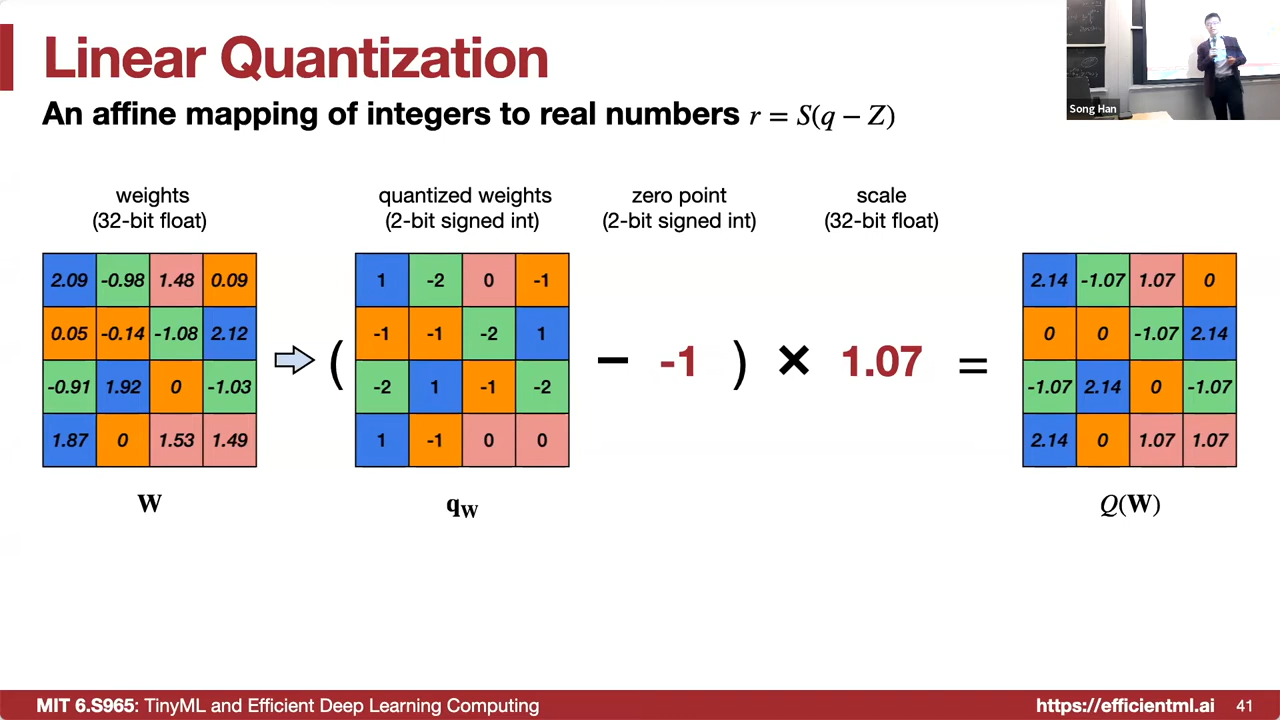 Linear Quantization
An affine mapping of integers to real numbers r = S(q − Z)
Song Han
weights
(32-bit float)
quantized weights
(2-bit signed int)
zero point
(2-bit signed int)
scale
(32-bit float)
2.09 -0.98 1.48 0.09
0.05 -0.14 -1.08 2.12
-0.91 1.92 0 -1.03
1.87 0 1.53 1.49
W
(
1 -2 0 -1
-1 -1 -2 1
-2 1 -1 -2
1 -1 0 0
q_W
− -1 ) × 1.07 =
2.14 -1.07 1.07 0
0 0 -1.07 2.14
-1.07 2.14 0 -1.07
2.14 0 1.07 1.07
Q(W)
MIT 6.S965: TinyML and Efficient Deep Learning Computing
https://efficientml.ai 41